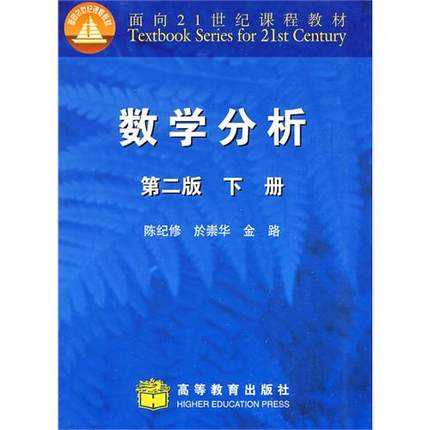 面向21世纪课程教材
Textbook Series for 21st Century
数学分析
第二版 下 册
陈纪修 於崇华 金 路
高等教育出版社
HIGHER EDUCATION PRESS